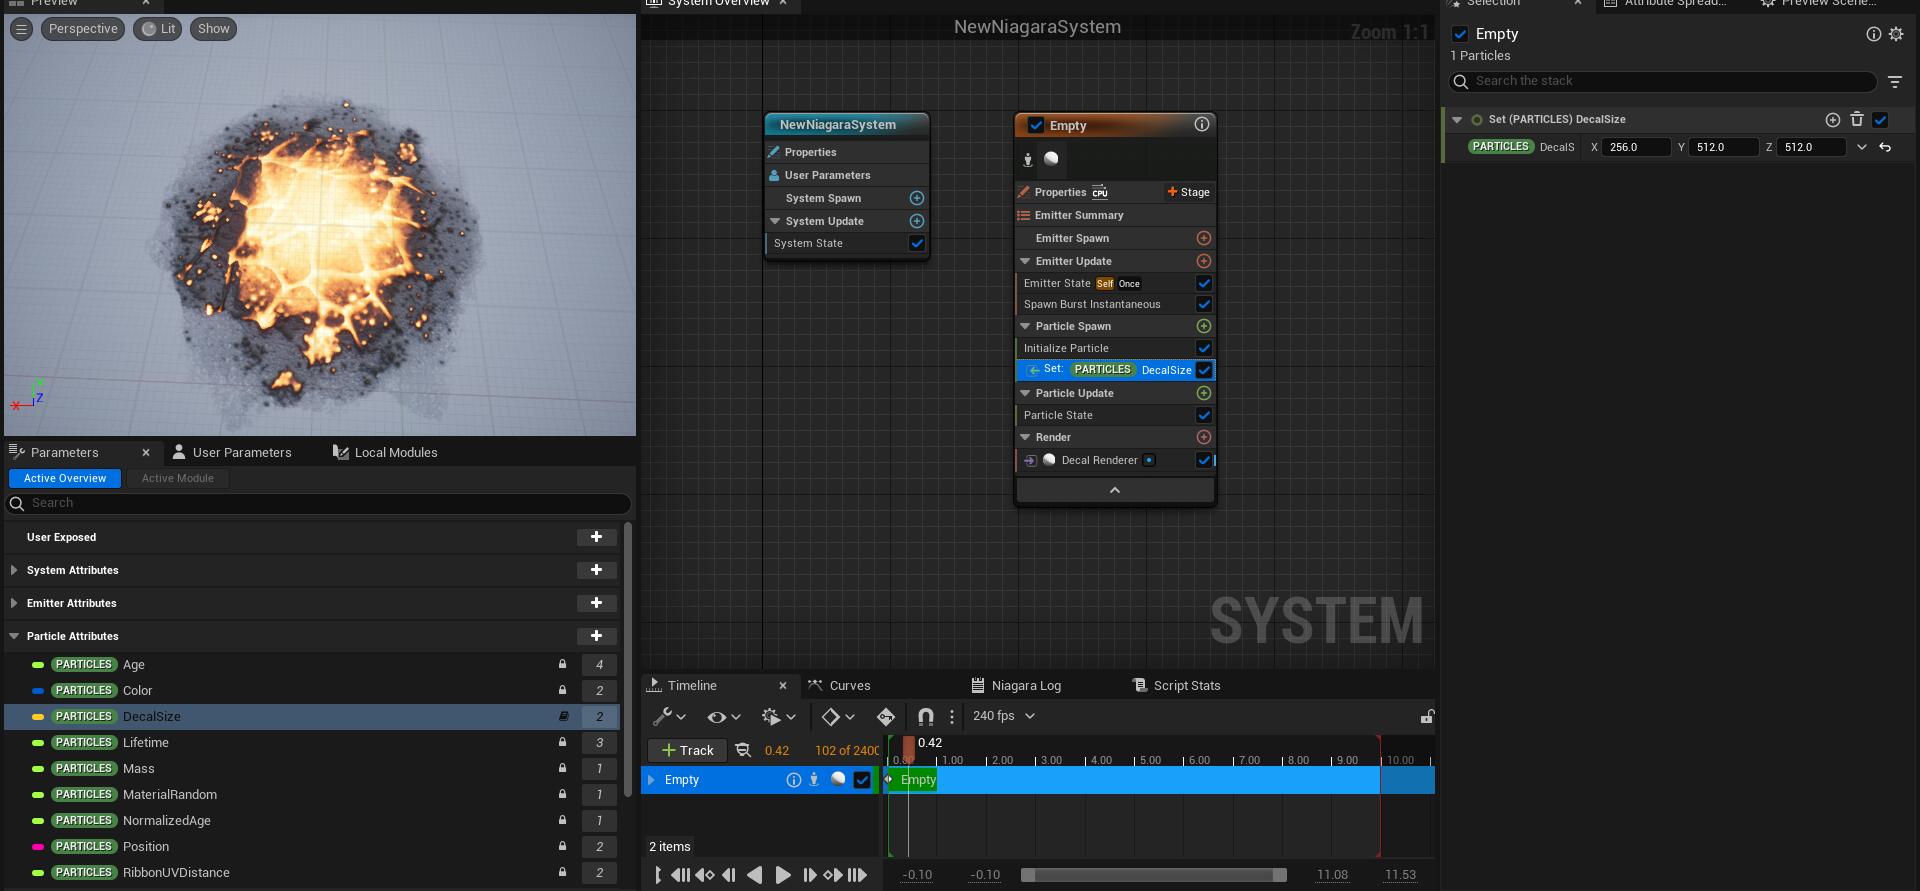 Preview
Perspective
Lit
Show
Y
X
Z
Parameters
User Parameters
Local Modules
Active Overview
Active Module
Search
User Exposed
System Attributes
Emitter Attributes
Particle Attributes
PARTICLES Age 4
PARTICLES Color 2
PARTICLES DecalSize 2
PARTICLES Lifetime 3
PARTICLES Mass 1
PARTICLES MaterialRandom 1
PARTICLES NormalizedAge 1
PARTICLES Position 2
PARTICLES RibbonUVDistance 2
System Overview
NewNiagaraSystem
Zoom 1:1
NewNiagaraSystem
Properties
User Parameters
System Spawn
System Update
System State
Empty
Properties CPU
Stage
Emitter Summary
Emitter Spawn
Emitter Update
Emitter State Self Once
Spawn Burst Instantaneous
Particle Spawn
Initialize Particle
Set: PARTICLES DecalSize
Particle Update
Particle State
Render
Decal Renderer
SYSTEM
Timeline
Curves
Niagara Log
Script Stats
240 fps
Track
0.42
102 of 2400
0.42
1.00 2.00 3.00 4.00 5.00 6.00 7.00 8.00 9.00 10.00
Empty
Empty
2 items
-0.10
-0.10
11.08
11.53
Selection
Attribute Spread...
Preview Scene...
Empty
1 Particles
Search the stack
Set (PARTICLES) DecalSize
PARTICLES DecalS X 256.0 Y 512.0 Z 512.0